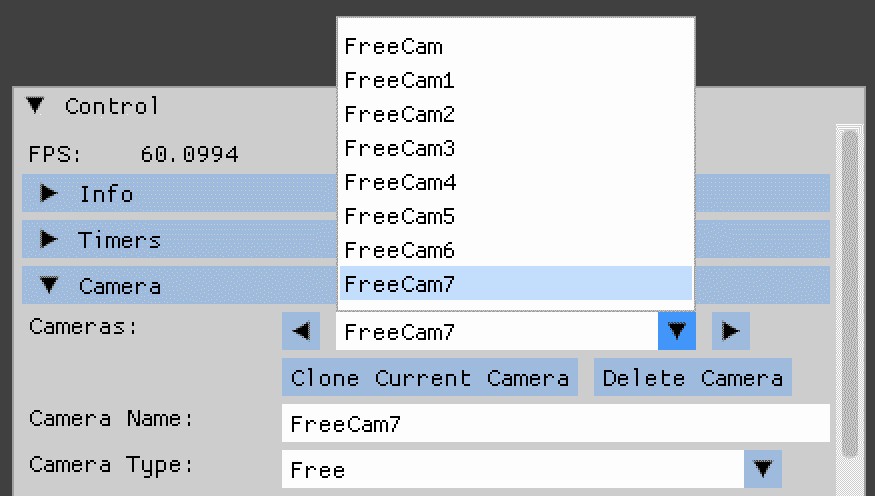 FreeCam
FreeCam1
FreeCam2
FreeCam3
FreeCam4
FreeCam5
FreeCam6
FreeCam7
Control
FPS: 60.0994
Info
Timers
Camera
Cameras: FreeCam7
Clone Current Camera Delete Camera
Camera Name: FreeCam7
Camera Type: Free